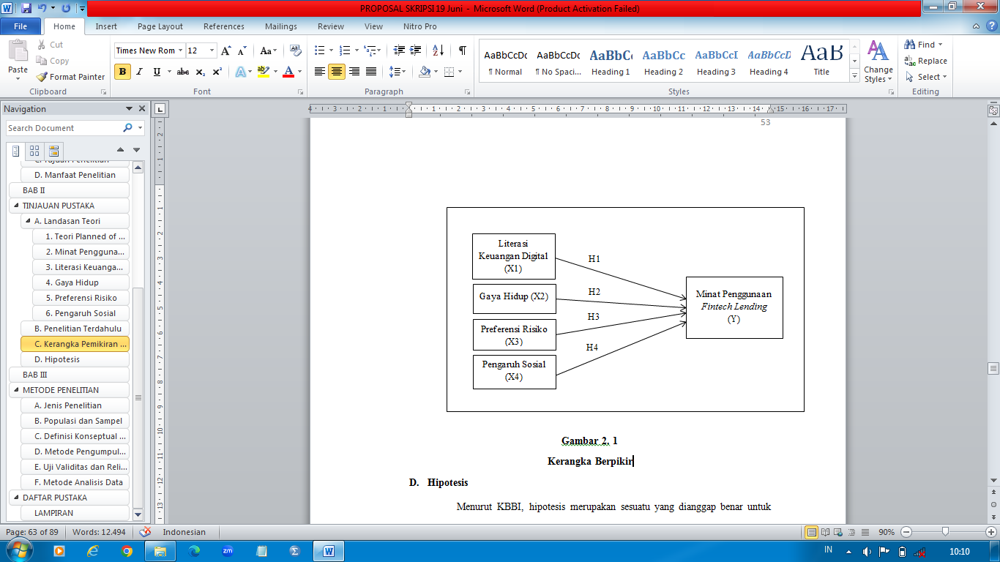 PROPOSAL SKRIPSI 19 Juni - Microsoft Word (Product Activation Failed)
File Home Insert Page Layout References Mailings Review View Nitro Pro
Paste
Cut
Copy
Format Painter
Clipboard
Times New Rom 12
Font
Paragraph
AaBbCcDc AaBbCcDc AaBbC AaBbCc AaBbCcI AaBbCcD AaB
¶ Normal ¶ No Spaci... Heading 1 Heading 2 Heading 3 Heading 4 Title
Change Styles
Styles
Find
Replace
Select
Editing
Navigation
Search Document
D. Manfaat Penelitian
BAB II
TINJAUAN PUSTAKA
A. Landasan Teori
1. Teori Planned of ...
2. Minat Pengguna...
3. Literasi Keuanga...
4. Gaya Hidup
5. Preferensi Risiko
6. Pengaruh Sosial
B. Penelitian Terdahulu
C. Kerangka Pemikiran ...
D. Hipotesis
BAB III
METODE PENELITIAN
A. Jenis Penelitian
B. Populasi dan Sampel
C. Definisi Konseptual ...
D. Metode Pengumpul...
E. Uji Validitas dan Reli...
F. Metode Analisis Data
DAFTAR PUSTAKA
LAMPIRAN
53
Literasi
Keuangan Digital
(X1)
Gaya Hidup (X2)
Preferensi Risiko
(X3)
Pengaruh Sosial
(X4)
H1
H2
H3
H4
Minat Penggunaan
Fintech Lending
(Y)
Gambar 2. 1
Kerangka Berpikir
D. Hipotesis
Menurut KBBI, hipotesis merupakan sesuatu yang dianggap benar untuk
Page: 63 of 89 Words: 12.494 Indonesian 90%
IN 10:10